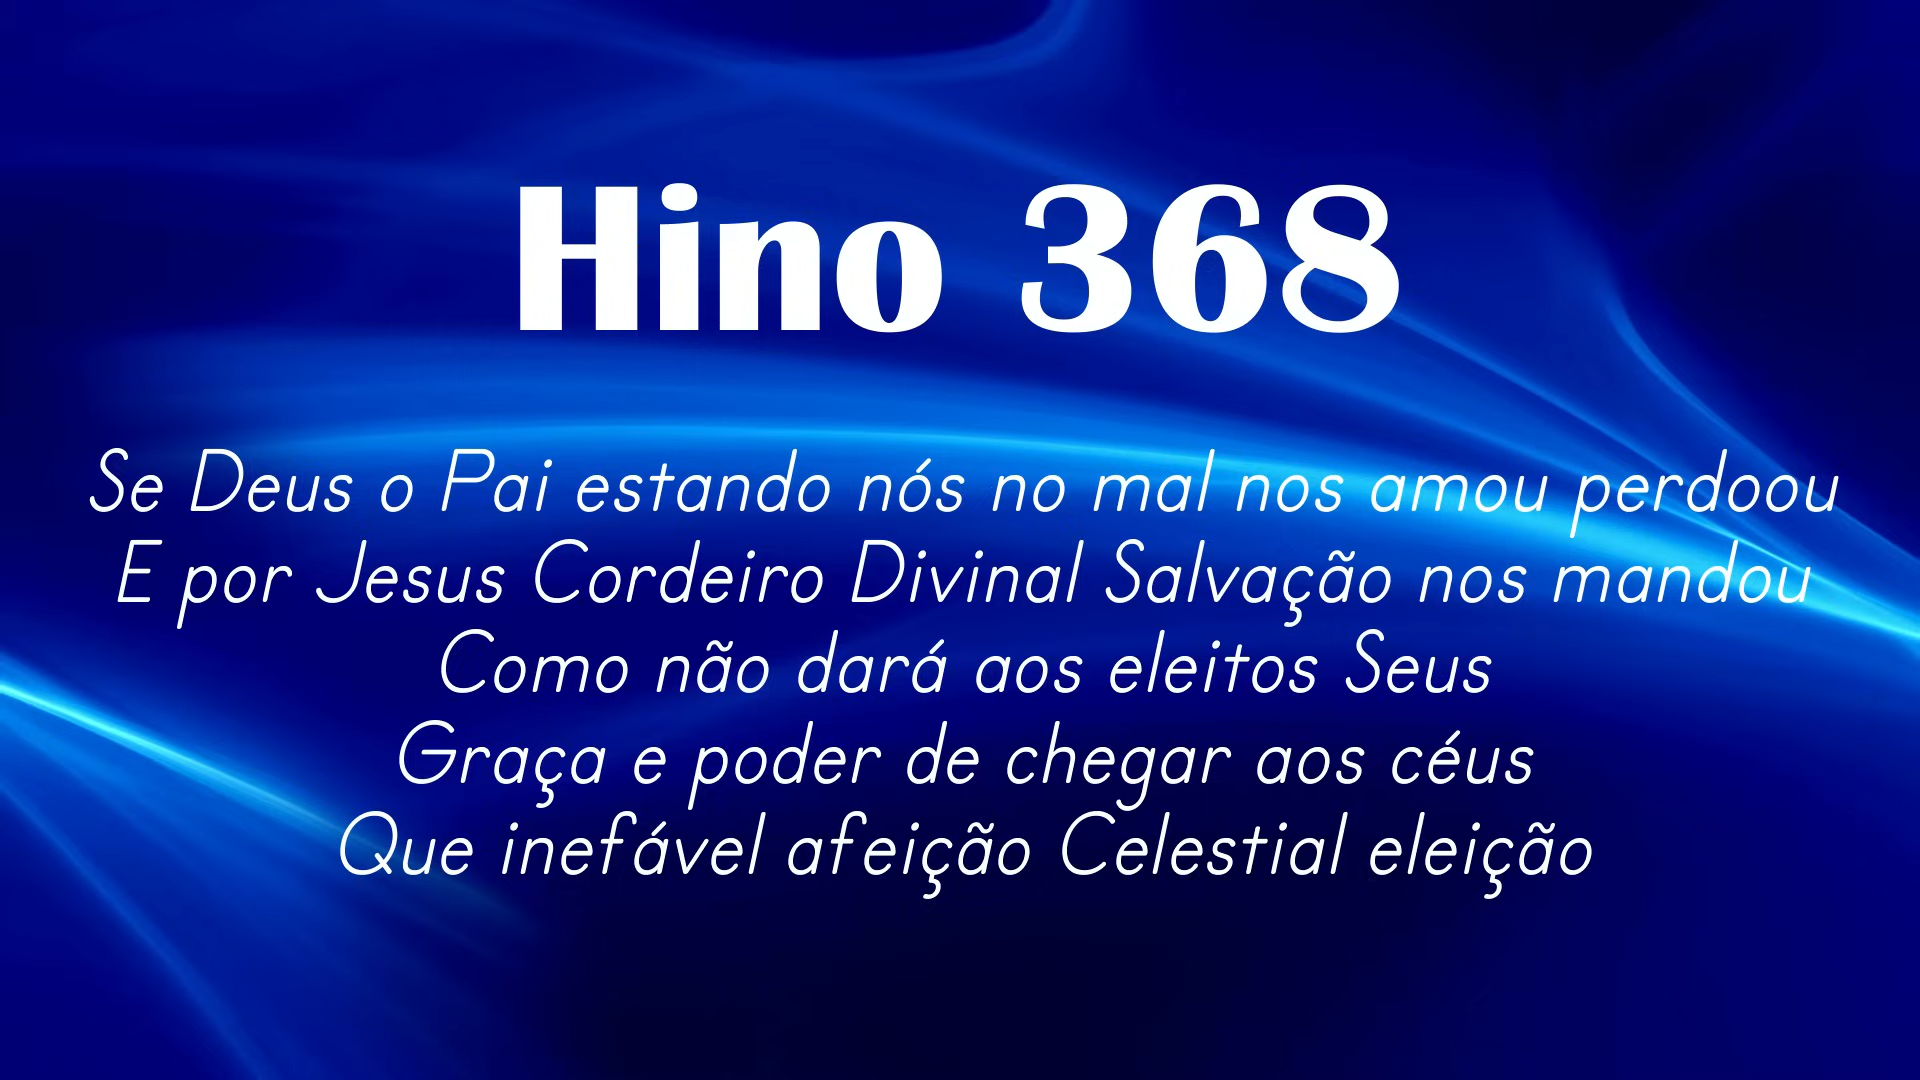 Hino 368
Se Deus o Pai estando nós no mal nos amou perdoou
E por Jesus Cordeiro Divinal Salvação nos mandou
Como não dará aos eleitos Seus
Graça e poder de chegar aos céus
Que inefável afeição Celestial eleição